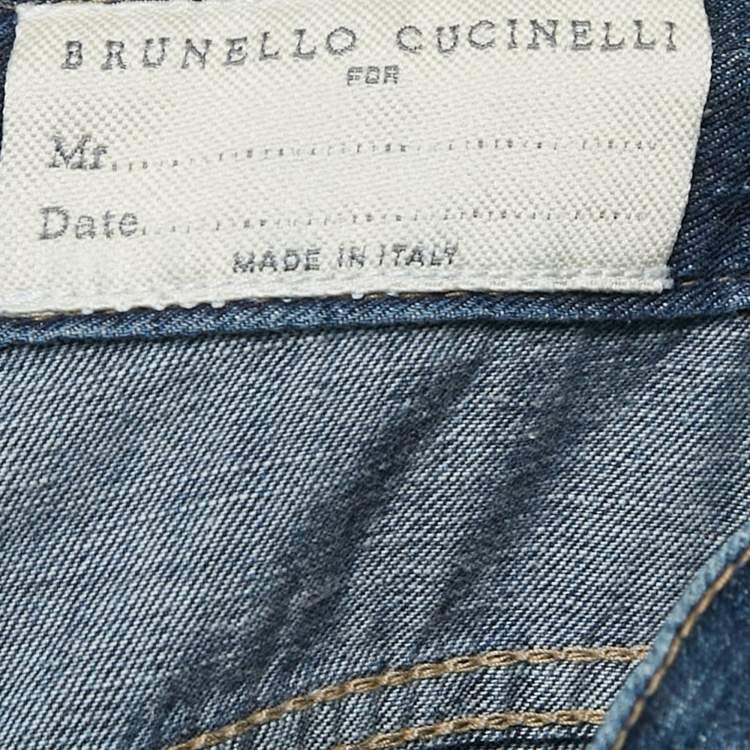 BRUNELLO CUCINELLI
FOR
Mr.
Date
MADE IN ITALY